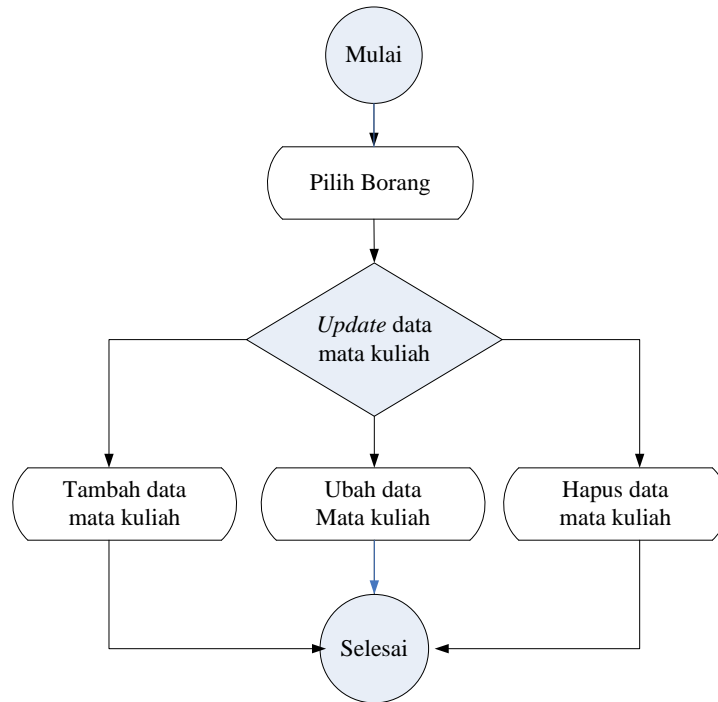 Mulai
Pilih Borang
Update data
mata kuliah
Tambah data
mata kuliah
Ubah data
Mata kuliah
Hapus data
mata kuliah
Selesai